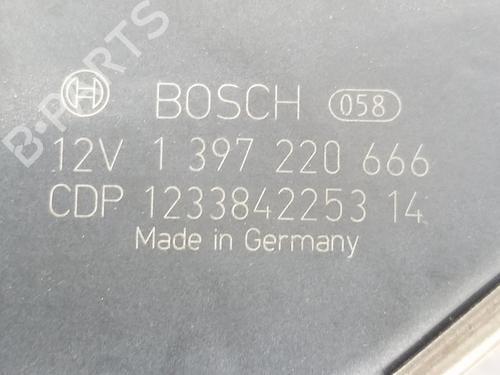 BOSCH 058
12V 1 397 220 666
CDP 1233842253 14
Made in Germany
B-PARTS